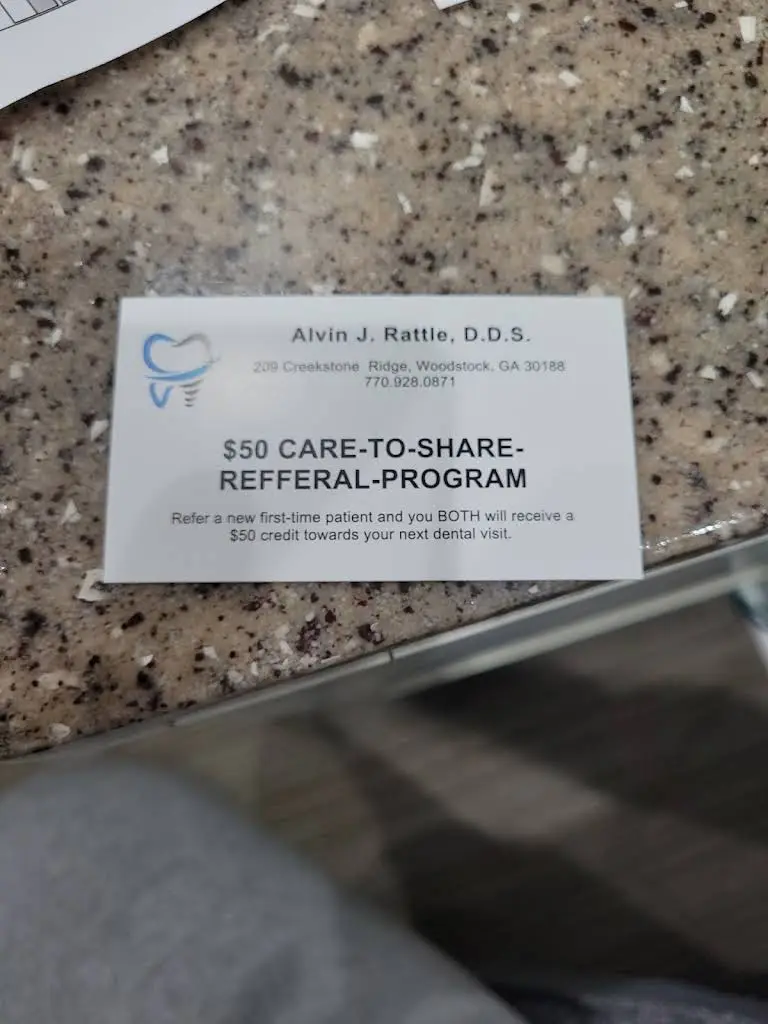 Alvin J. Rattle, D.D.S.
209 Creekstone Ridge, Woodstock, GA 30188
770.928.0871
$50 CARE-TO-SHARE-
REFFERAL-PROGRAM
Refer a new first-time patient and you BOTH will receive a
$50 credit towards your next dental visit.